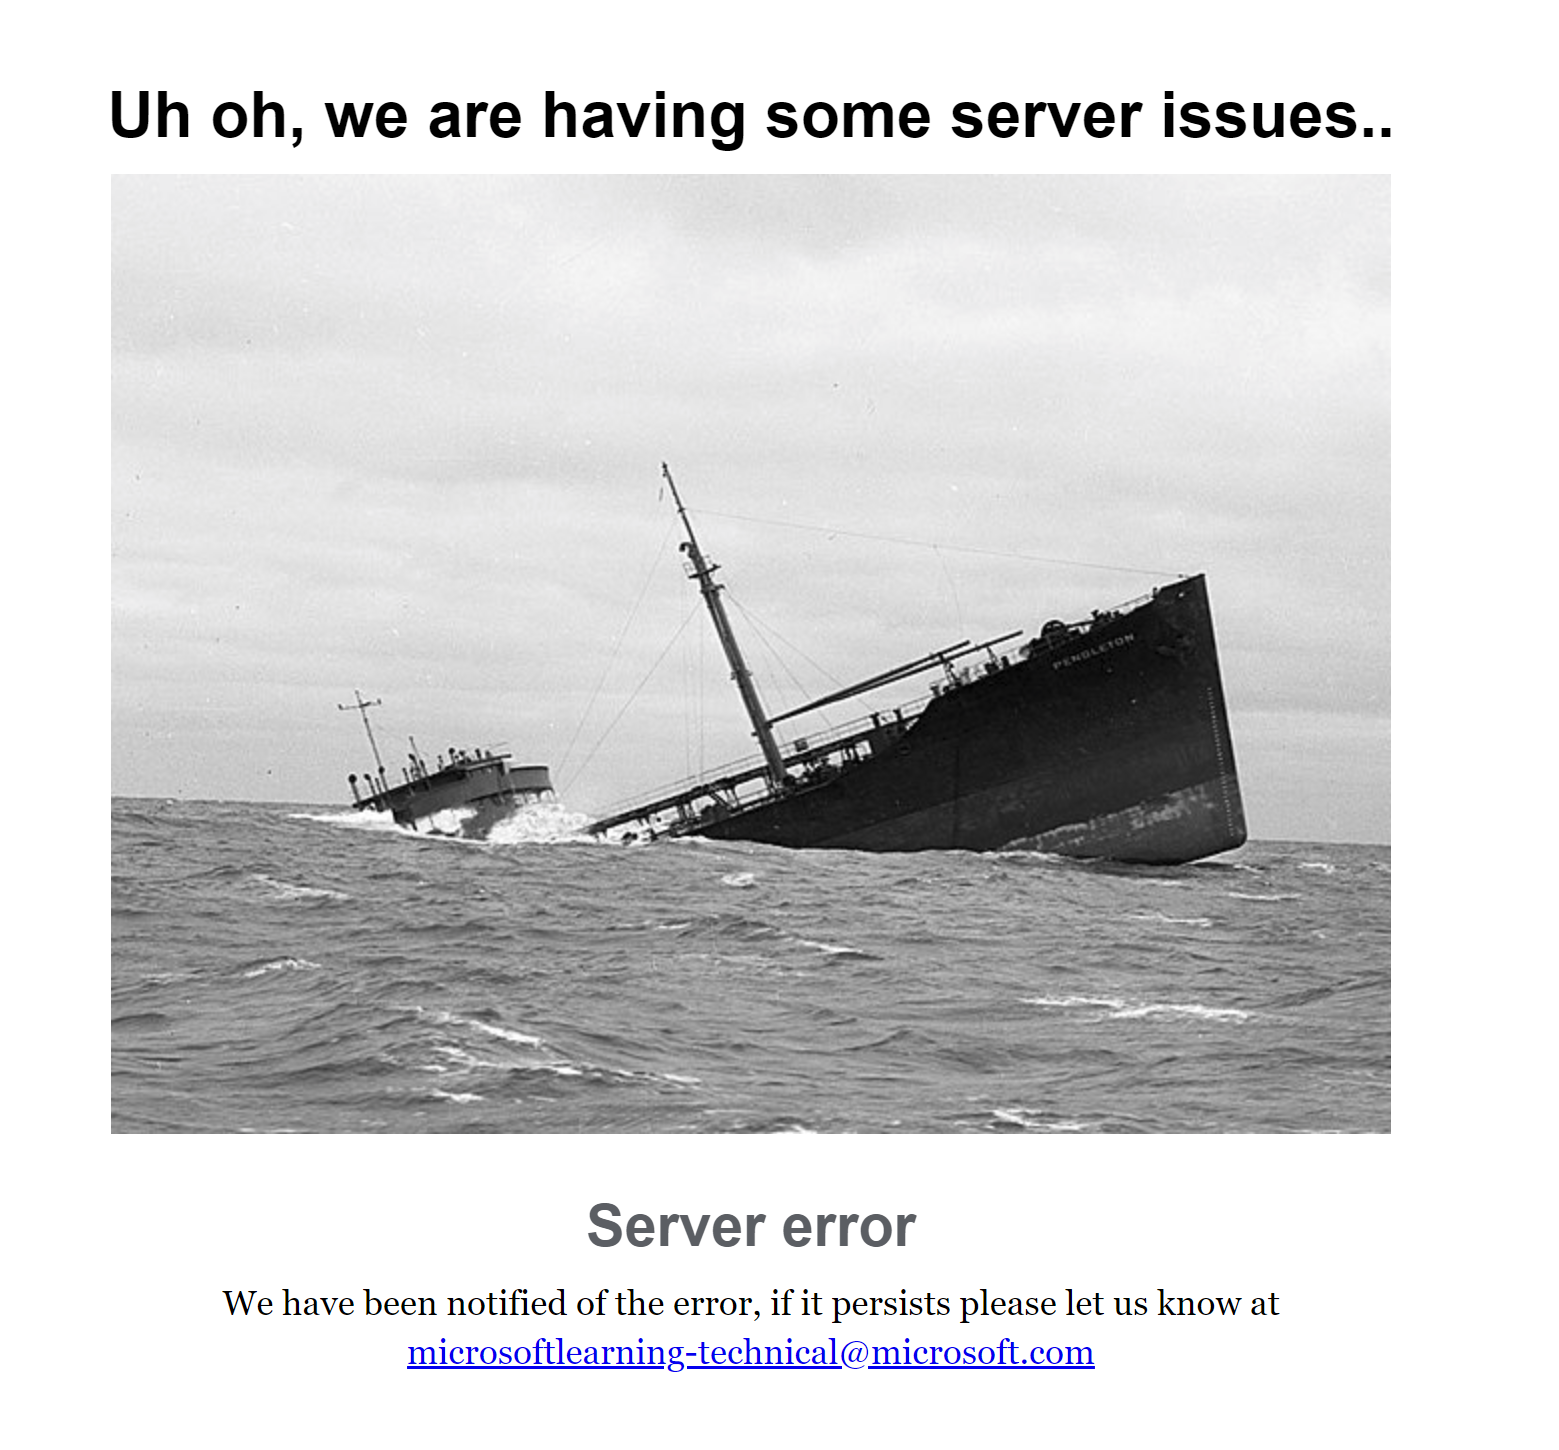 Uh oh, we are having some server issues..
PENDLETON
Server error
We have been notified of the error, if it persists please let us know at
microsoftlearning-technical@microsoft.com